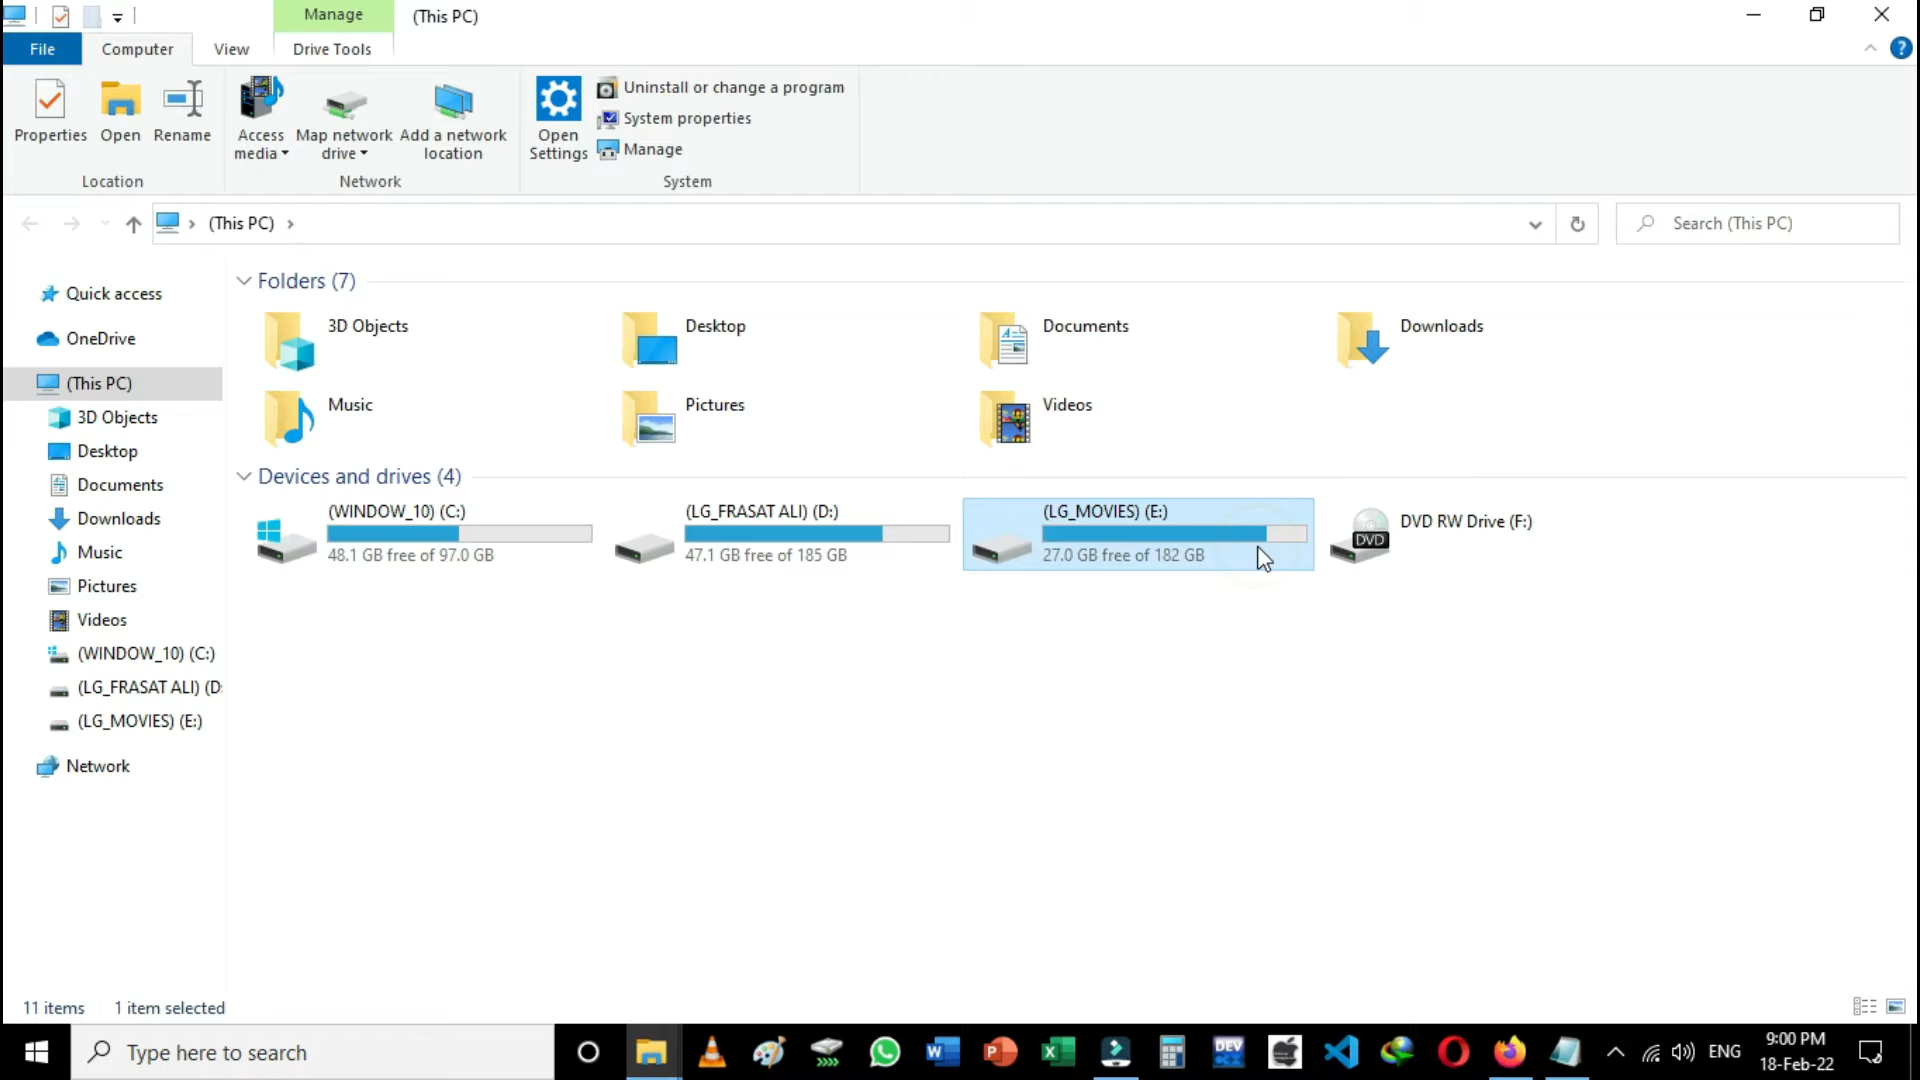 Manage
(This PC)
File
Computer
View
Drive Tools
Properties
Open
Rename
Access media
Map network drive
Add a network location
Open Settings
Uninstall or change a program
System properties
Manage
Location
Network
System
(This PC)
Search (This PC)
Quick access
OneDrive
(This PC)
3D Objects
Desktop
Documents
Downloads
Music
Pictures
Videos
(WINDOW_10) (C:)
(LG_FRASAT ALI) (D:
(LG_MOVIES) (E:)
Network
Folders (7)
3D Objects
Desktop
Documents
Downloads
Music
Pictures
Videos
Devices and drives (4)
(WINDOW_10) (C:)
48.1 GB free of 97.0 GB
(LG_FRASAT ALI) (D:)
47.1 GB free of 185 GB
(LG_MOVIES) (E:)
27.0 GB free of 182 GB
DVD
DVD RW Drive (F:)
11 items
1 item selected
Type here to search
DEV
ENG
9:00 PM
18-Feb-22